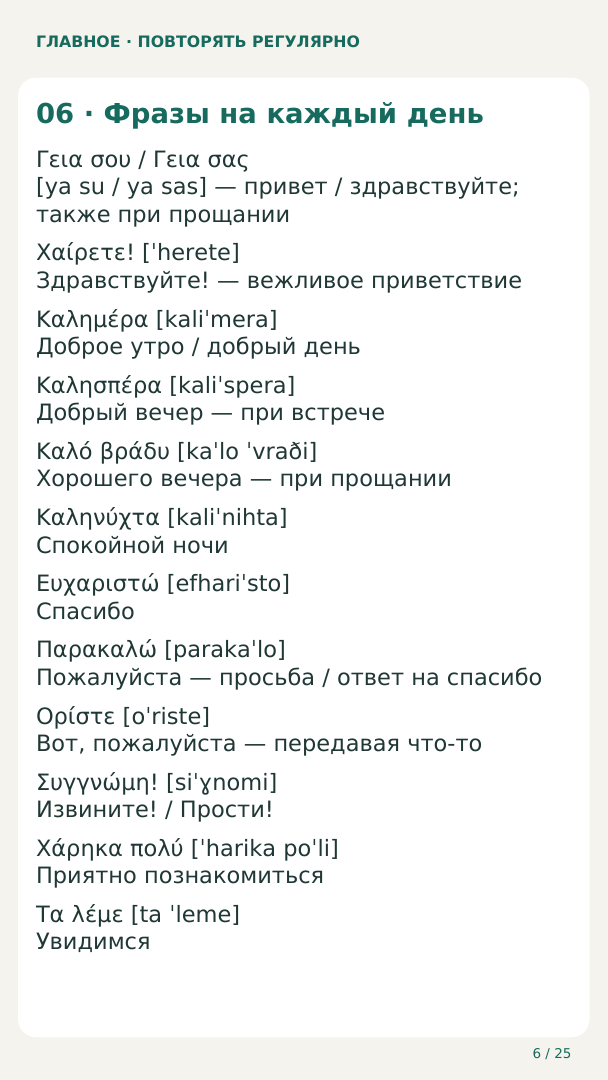 ГЛАВНОЕ · ПОВТОРЯТЬ РЕГУЛЯРНО
06 · Фразы на каждый день
Γεια σου / Γεια σας
[ya su / ya sas] — привет / здравствуйте;
также при прощании
Χαίρετε! [ˈherete]
Здравствуйте! — вежливое приветствие
Καλημέρα [kaliˈmera]
Доброе утро / добрый день
Καλησπέρα [kaliˈspera]
Добрый вечер — при встрече
Καλό βράδυ [kaˈlo ˈvraði]
Хорошего вечера — при прощании
Καληνύχτα [kaliˈnihta]
Спокойной ночи
Ευχαριστώ [efhariˈsto]
Спасибо
Παρακαλώ [parakaˈlo]
Пожалуйста — просьба / ответ на спасибо
Ορίστε [oˈriste]
Вот, пожалуйста — передавая что-то
Συγγνώμη! [siˈɣnomi]
Извините! / Прости!
Χάρηκα πολύ [ˈharika poˈli]
Приятно познакомиться
Τα λέμε [ta ˈleme]
Увидимся
6 / 25